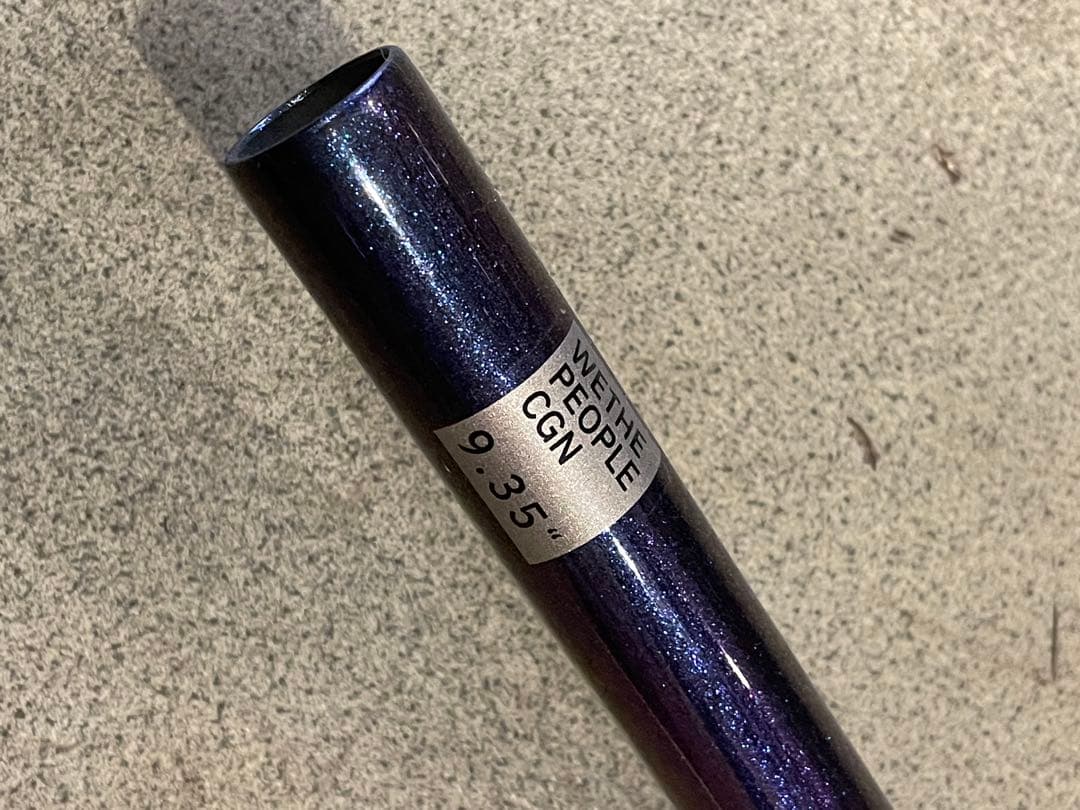 WETHE
PEOPLE
CGN
9.35“